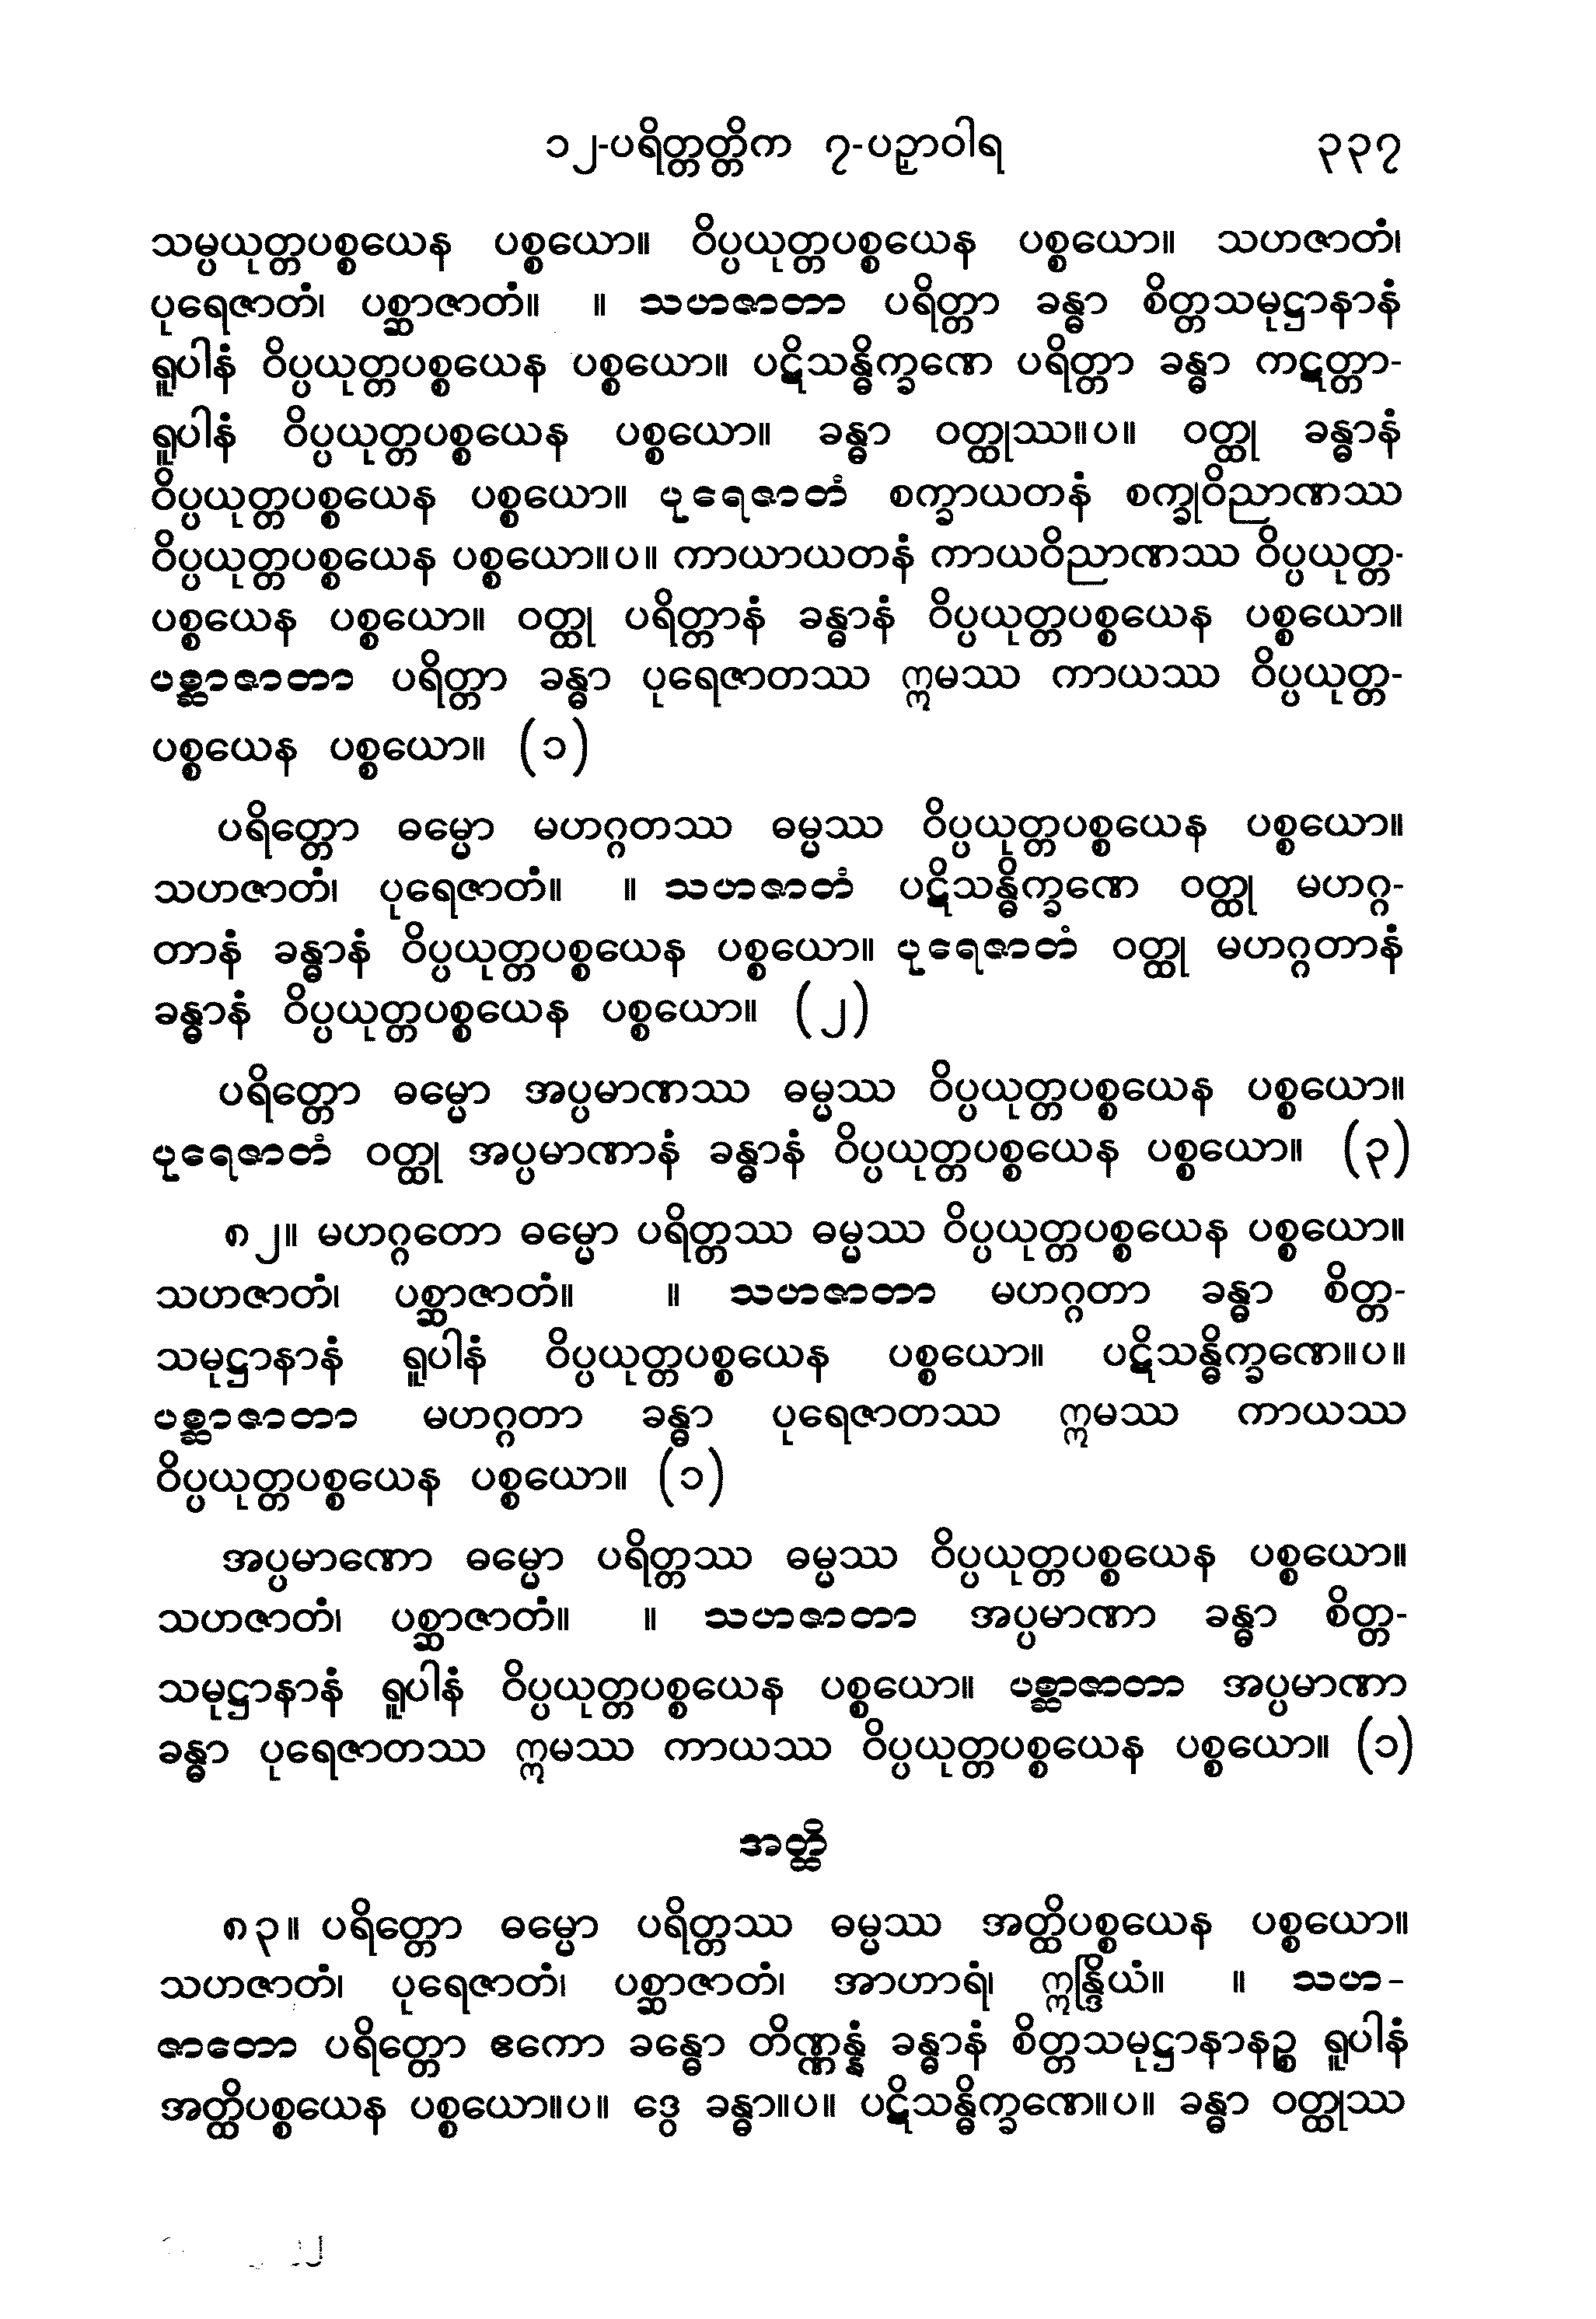 ၁၂-ပရိတ္တတ္တိက ၇-ပဉှာဝါရ ၃၃၇
သမ္ပယုတ္တပစ္စယေန ပစ္စယော။ ဝိပ္ပယုတ္တပစ္စယေန ပစ္စယော။ သဟဇာတံ၊
ပုရေဇာတံ၊ ပစ္ဆာဇာတံ။ ။ သဟဇာတာ ပရိတ္တာ ခန္ဓာ စိတ္တသမုဋ္ဌာနာနံ
ရူပါနံ ဝိပ္ပယုတ္တပစ္စယေန ပစ္စယော။ ပဋိသန္ဓိက္ခဏေ ပရိတ္တာ ခန္ဓာ ကဋတ္တာ-
ရူပါနံ ဝိပ္ပယုတ္တပစ္စယေန ပစ္စယော။ ခန္ဓာ ဝတ္ထုဿ။ပ။ ဝတ္ထု ခန္ဓာနံ
ဝိပ္ပယုတ္တပစ္စယေန ပစ္စယော။ ပုရေဇာတံ စက္ခာယတနံ စက္ခုဝိညာဏဿ
ဝိပ္ပယုတ္တပစ္စယေန ပစ္စယော။ပ။ ကာယာယတနံ ကာယဝိညာဏဿ ဝိပ္ပယုတ္တ-
ပစ္စယေန ပစ္စယော။ ဝတ္ထု ပရိတ္တာနံ ခန္ဓာနံ ဝိပ္ပယုတ္တပစ္စယေန ပစ္စယော။
ပစ္ဆာဇာတာ ပရိတ္တာ ခန္ဓာ ပုရေဇာတဿ ဣမဿ ကာယဿ ဝိပ္ပယုတ္တ-
ပစ္စယေန ပစ္စယော။ (၁)
ပရိတ္တော ဓမ္မော မဟဂ္ဂတဿ ဓမ္မဿ ဝိပ္ပယုတ္တပစ္စယေန ပစ္စယော။
သဟဇာတံ၊ ပုရေဇာတံ။ ။ သဟဇာတံ ပဋိသန္ဓိက္ခဏေ ဝတ္ထု မဟဂ္ဂ-
တာနံ ခန္ဓာနံ ဝိပ္ပယုတ္တပစ္စယေန ပစ္စယော။ ပုရေဇာတံ ဝတ္ထု မဟဂ္ဂတာနံ
ခန္ဓာနံ ဝိပ္ပယုတ္တပစ္စယေန ပစ္စယော။ (၂)
ပရိတ္တော ဓမ္မော အပ္ပမာဏဿ ဓမ္မဿ ဝိပ္ပယုတ္တပစ္စယေန ပစ္စယော။
ပုရေဇာတံ ဝတ္ထု အပ္ပမာဏာနံ ခန္ဓာနံ ဝိပ္ပယုတ္တပစ္စယေန ပစ္စယော။ (၃)
၈၂။ မဟဂ္ဂတော ဓမ္မော ပရိတ္တဿ ဓမ္မဿ ဝိပ္ပယုတ္တပစ္စယေန ပစ္စယော။
သဟဇာတံ၊ ပစ္ဆာဇာတံ။ ။ သဟဇာတာ မဟဂ္ဂတာ ခန္ဓာ စိတ္တ-
သမုဋ္ဌာနာနံ ရူပါနံ ဝိပ္ပယုတ္တပစ္စယေန ပစ္စယော။ ပဋိသန္ဓိက္ခဏေ။ပ။
ပစ္ဆာဇာတာ မဟဂ္ဂတာ ခန္ဓာ ပုရေဇာတဿ ဣမဿ ကာယဿ
ဝိပ္ပယုတ္တပစ္စယေန ပစ္စယော။ (၁)
အပ္ပမာဏော ဓမ္မော ပရိတ္တဿ ဓမ္မဿ ဝိပ္ပယုတ္တပစ္စယေန ပစ္စယော။
သဟဇာတံ၊ ပစ္ဆာဇာတံ။ ။ သဟဇာတာ အပ္ပမာဏာ ခန္ဓာ စိတ္တ-
သမုဋ္ဌာနာနံ ရူပါနံ ဝိပ္ပယုတ္တပစ္စယေန ပစ္စယော။ ပစ္ဆာဇာတာ အပ္ပမာဏာ
ခန္ဓာ ပုရေဇာတဿ ဣမဿ ကာယဿ ဝိပ္ပယုတ္တပစ္စယေန ပစ္စယော။ (၁)
အတ္ထိ
၈၃။ ပရိတ္တော ဓမ္မော ပရိတ္တဿ ဓမ္မဿ အတ္ထိပစ္စယေန ပစ္စယော။
သဟဇာတံ၊ ပုရေဇာတံ၊ ပစ္ဆာဇာတံ၊ အာဟာရံ၊ ဣန္ဒြိယံ။ ။ သဟ-
ဇာတော ပရိတ္တော ဧကော ခန္ဓော တိဏ္ဏန္နံ ခန္ဓာနံ စိတ္တသမုဋ္ဌာနာနဉ္စ ရူပါနံ
အတ္ထိပစ္စယေန ပစ္စယော။ပ။ ဒွေ ခန္ဓာ။ပ။ ပဋိသန္ဓိက္ခဏေ။ပ။ ခန္ဓာ ဝတ္ထုဿ